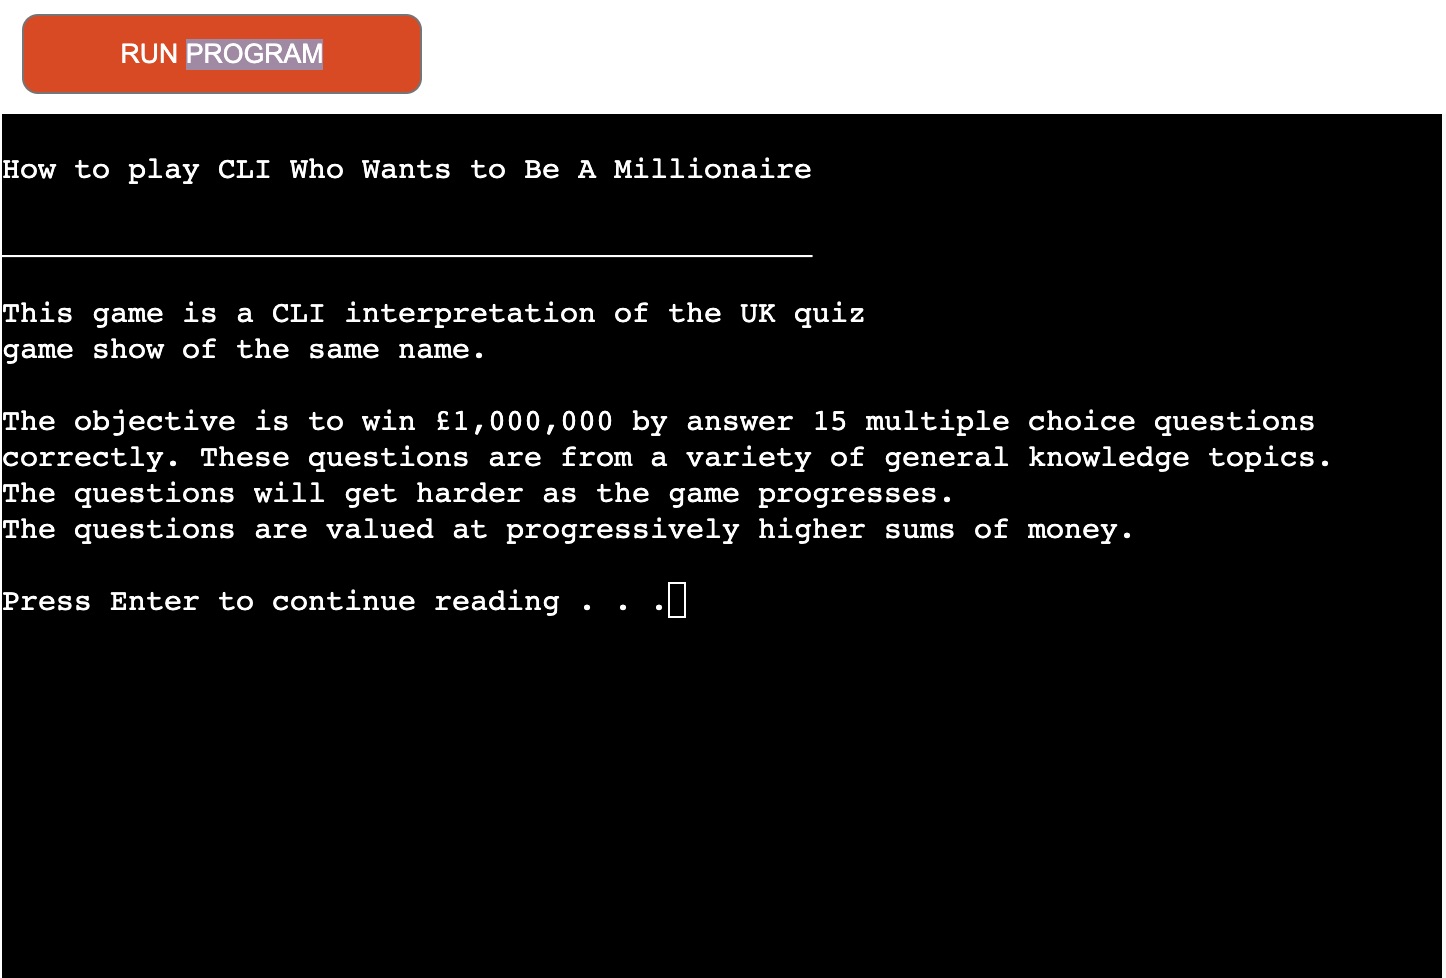 RUN PROGRAM
How to play CLI Who Wants to Be A Millionaire
_____________________________________________
This game is a CLI interpretation of the UK quiz
game show of the same name.
The objective is to win £1,000,000 by answer 15 multiple choice questions
correctly. These questions are from a variety of general knowledge topics.
The questions will get harder as the game progresses.
The questions are valued at progressively higher sums of money.
Press Enter to continue reading . . .